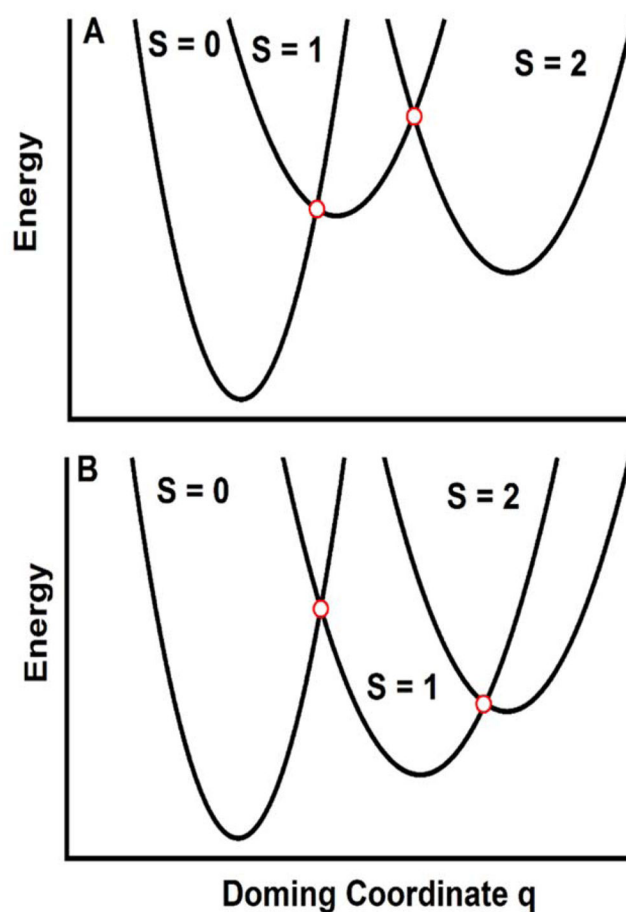 A
S = 0
S = 1
S = 2
Energy
B
S = 0
S = 2
S = 1
Energy
Doming Coordinate q